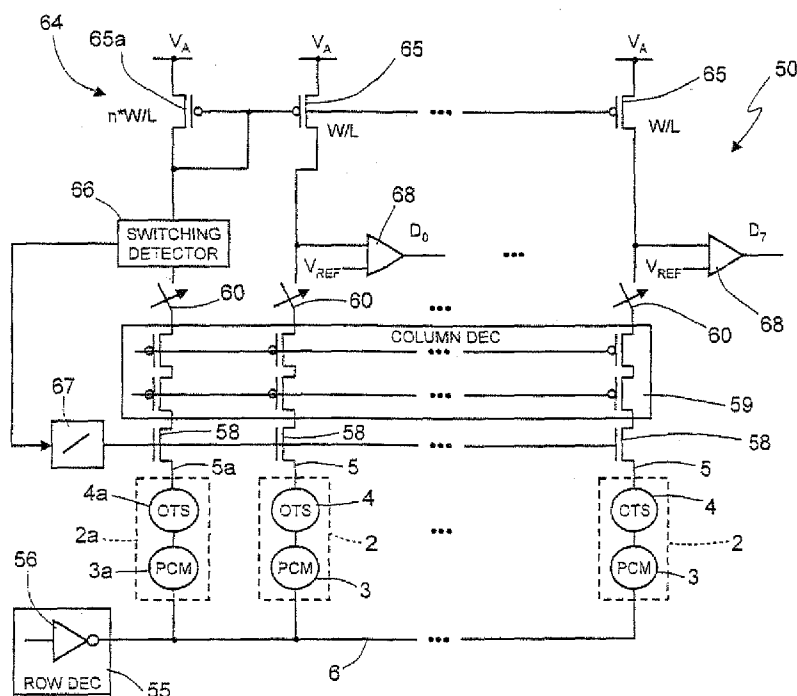 64
65a
V_A
V_A
V_A
65
65
50
n*W/L
W/L
W/L
66
SWITCHING
DETECTOR
68
D_0
D_7
V_REF
V_REF
68
60
60
60
COLUMN DEC
59
67
58
58
58
5a
5
5
4a
OTS
4
OTS
4
OTS
2a
2
2
3a
PCM
3
PCM
3
PCM
56
ROW DEC
55
6